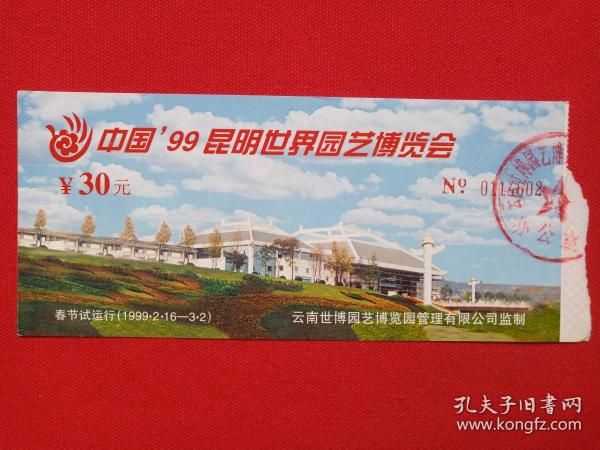 中国'99昆明世界园艺博览会
¥30元
Nº 0114602
春节试运行(1999·2·16—3·2)
云南世博园艺博览园管理有限公司监制
孔夫子旧书网
www.kongfz.com